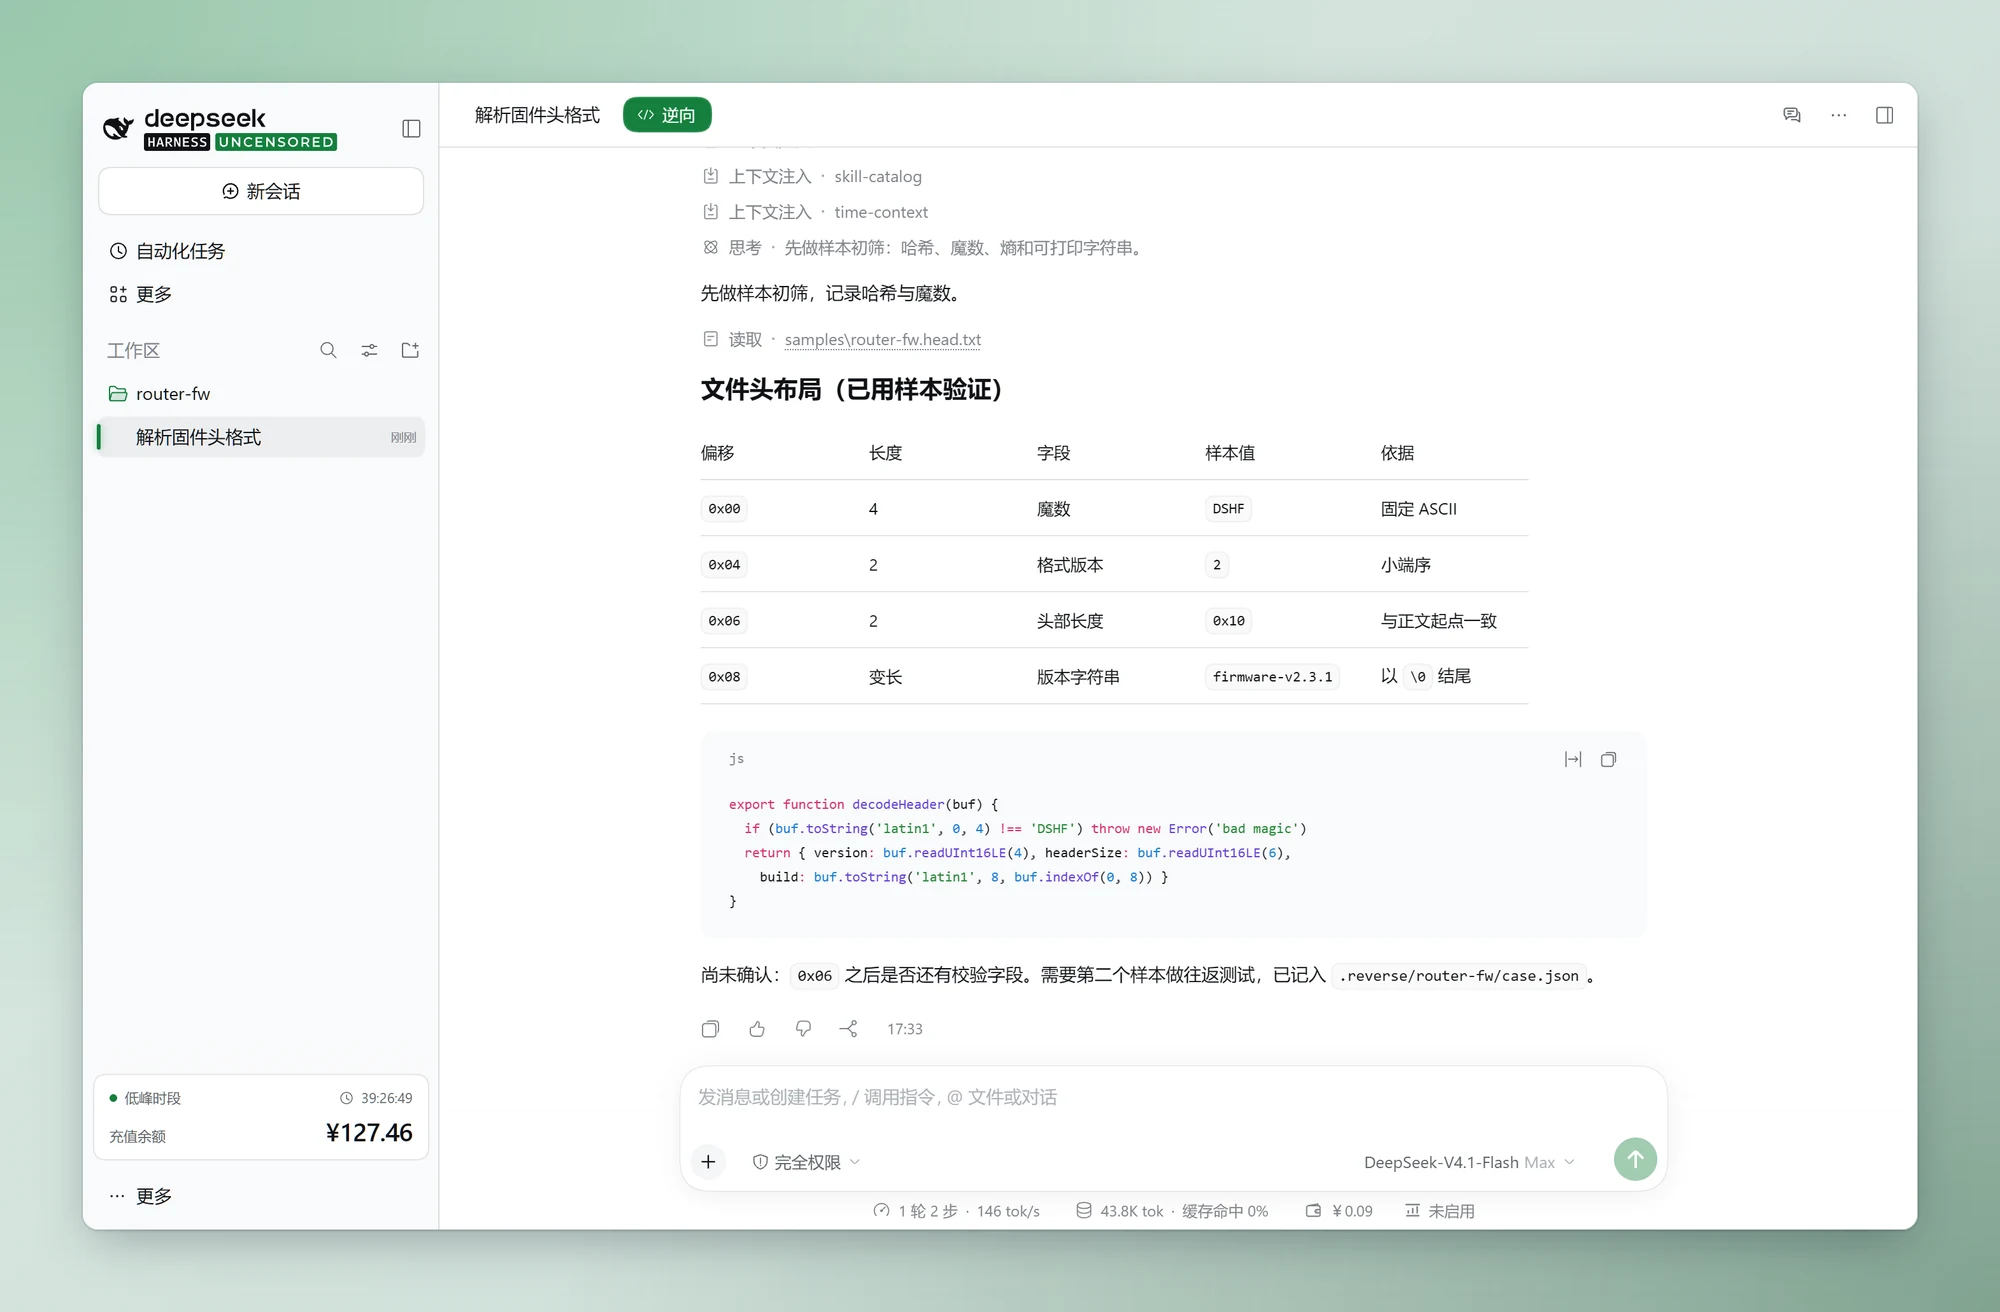 deepseek
HARNESS UNCENSORED
新会话
自动化任务
更多
工作区
router-fw
解析固件头格式 刚刚
低峰时段 39:26:49
充值余额 ¥127.46
更多
解析固件头格式 逆向
上下文注入 · skill-catalog
上下文注入 · time-context
思考 · 先做样本初筛：哈希、魔数、熵和可打印字符串。
先做样本初筛，记录哈希与魔数。
读取 · samples\router-fw.head.txt
文件头布局（已用样本验证）
偏移 长度 字段 样本值 依据
0x00 4 魔数 DSHF 固定 ASCII
0x04 2 格式版本 2 小端序
0x06 2 头部长度 0x10 与正文起点一致
0x08 变长 版本字符串 firmware-v2.3.1 以 \0 结尾
js
export function decodeHeader(buf) {
if (buf.toString('latin1', 0, 4) !== 'DSHF') throw new Error('bad magic')
return { version: buf.readUInt16LE(4), headerSize: buf.readUInt16LE(6),
build: buf.toString('latin1', 8, buf.indexOf(0, 8)) }
}
尚未确认： 0x06 之后是否还有校验字段。需要第二个样本做往返测试，已记入 .reverse/router-fw/case.json 。
17:33
发消息或创建任务, / 调用指令, @ 文件或对话
完全权限 DeepSeek-V4.1-Flash Max
1 轮 2 步 · 146 tok/s 43.8K tok · 缓存命中 0% ¥0.09 未启用